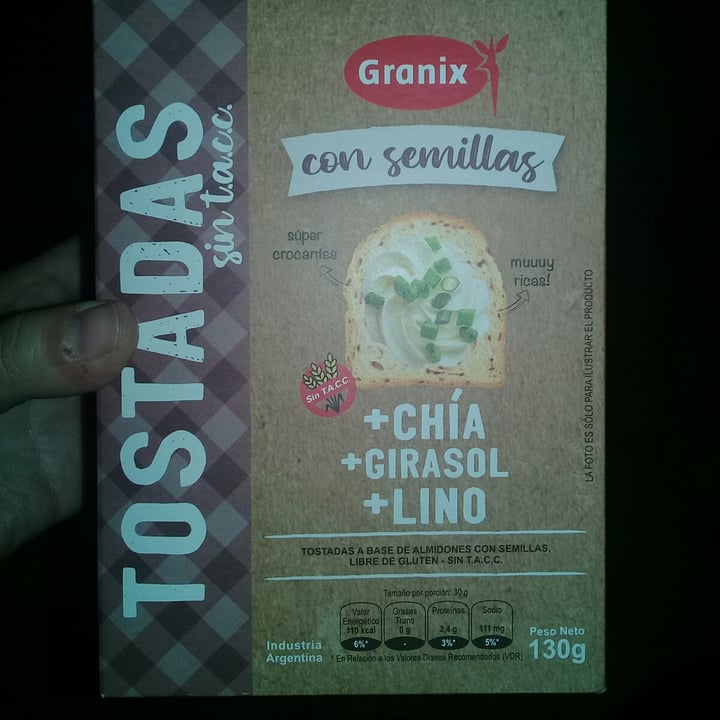 TOSTADAS
sin t.a.c.c.
Granix
con semillas
súper
crocantes
muuuy
ricas!
Sin T.A.C.C.
+CHÍA
+GIRASOL
+LINO
LA FOTO ES SÓLO PARA ILUSTRAR EL PRODUCTO
TOSTADAS A BASE DE ALMIDONES CON SEMILLAS,
LIBRE DE GLUTEN - SIN T.A.C.C.
Tamaño por porción: 30 g
Valor Energético 110 kcal 6%*
Grasas Trans 0 g -
Proteínas 2,4 g 3%*
Sodio 111 mg 5%*
* En Relación a los Valores Diarios Recomendados (VDR)
Industria
Argentina
Peso Neto
130g